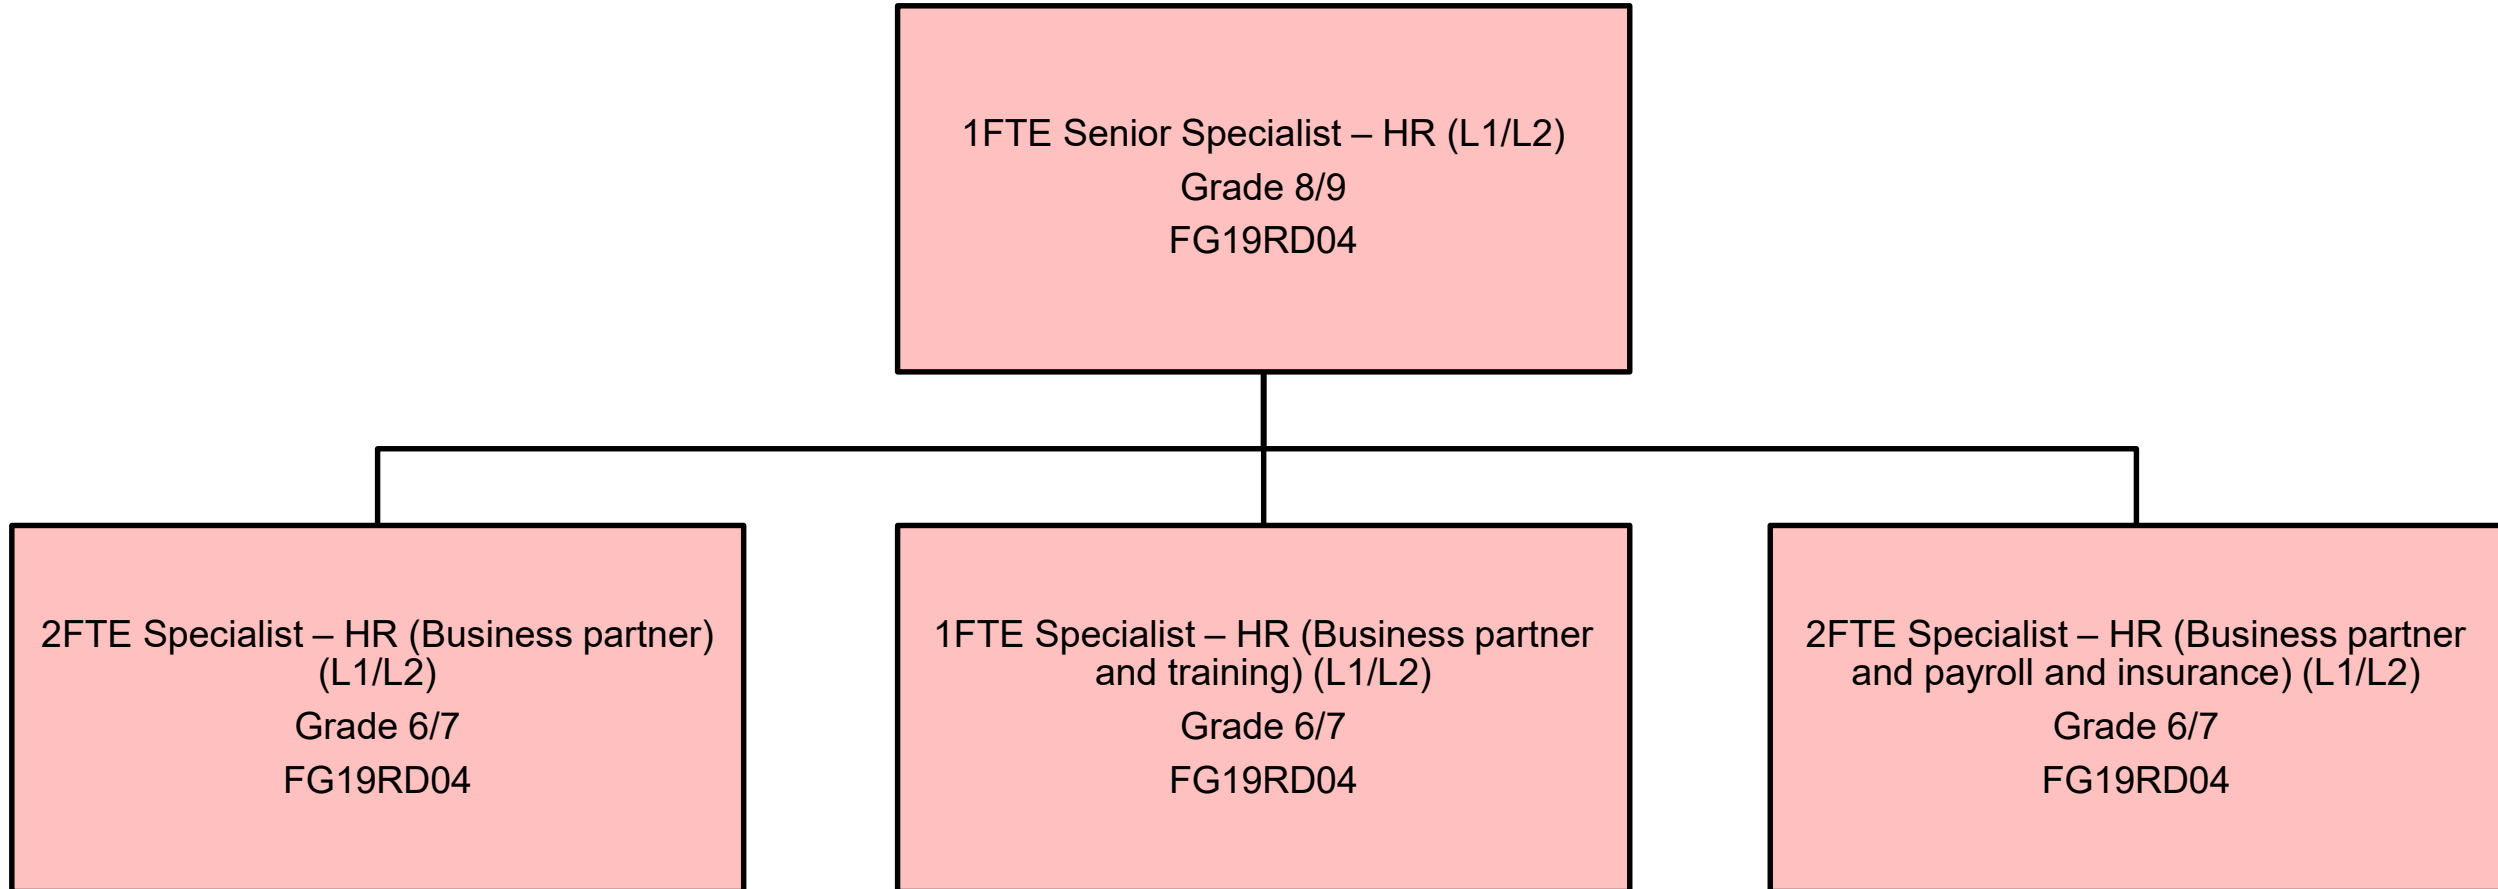 1FTE Senior Specialist – HR (L1/L2)
Grade 8/9
FG19RD04
2FTE Specialist – HR (Business partner)
(L1/L2)
Grade 6/7
FG19RD04
1FTE Specialist – HR (Business partner
and training) (L1/L2)
Grade 6/7
FG19RD04
2FTE Specialist – HR (Business partner
and payroll and insurance) (L1/L2)
Grade 6/7
FG19RD04